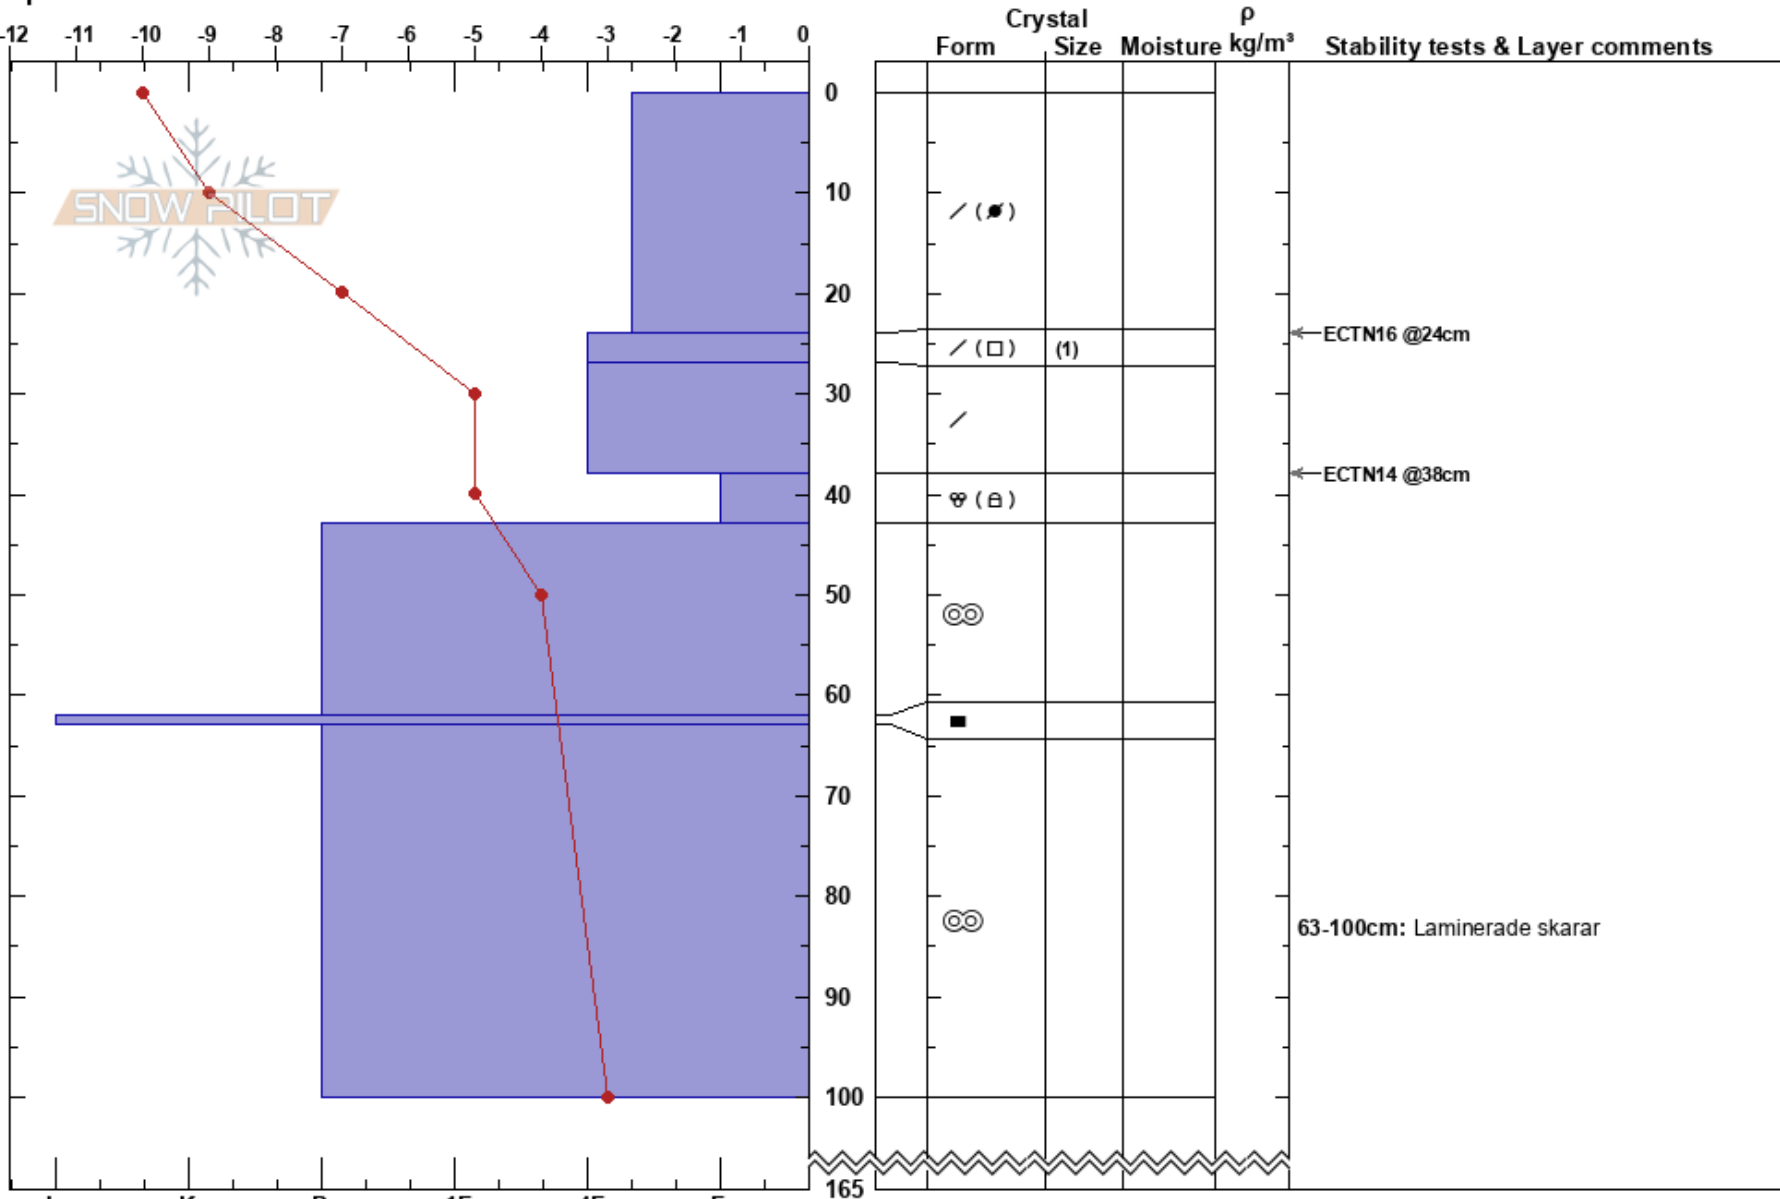 Crystal ρ
-12 -11 -10 -9 -8 -7 -6 -5 -4 -3 -2 -1 0 Form Size Moisture kg/m³ Stability tests & Layer comments
0
SNOW PILOT
10
20
ECTN16 @24cm
(1)
30
ECTN14 @38cm
40
50
60
70
80
63-100cm: Laminerade skarar
90
100
165